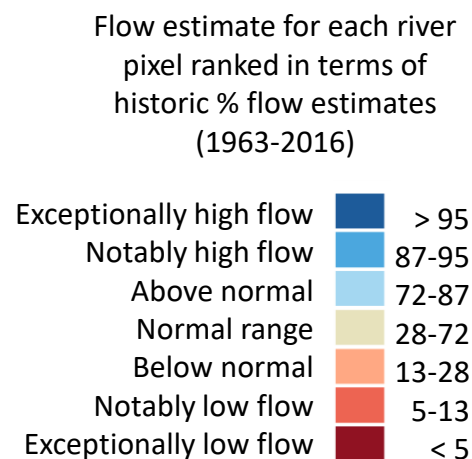 Flow estimate for each river
pixel ranked in terms of
historic % flow estimates
(1963-2016)
Exceptionally high flow > 95
Notably high flow 87-95
Above normal 72-87
Normal range 28-72
Below normal 13-28
Notably low flow 5-13
Exceptionally low flow < 5